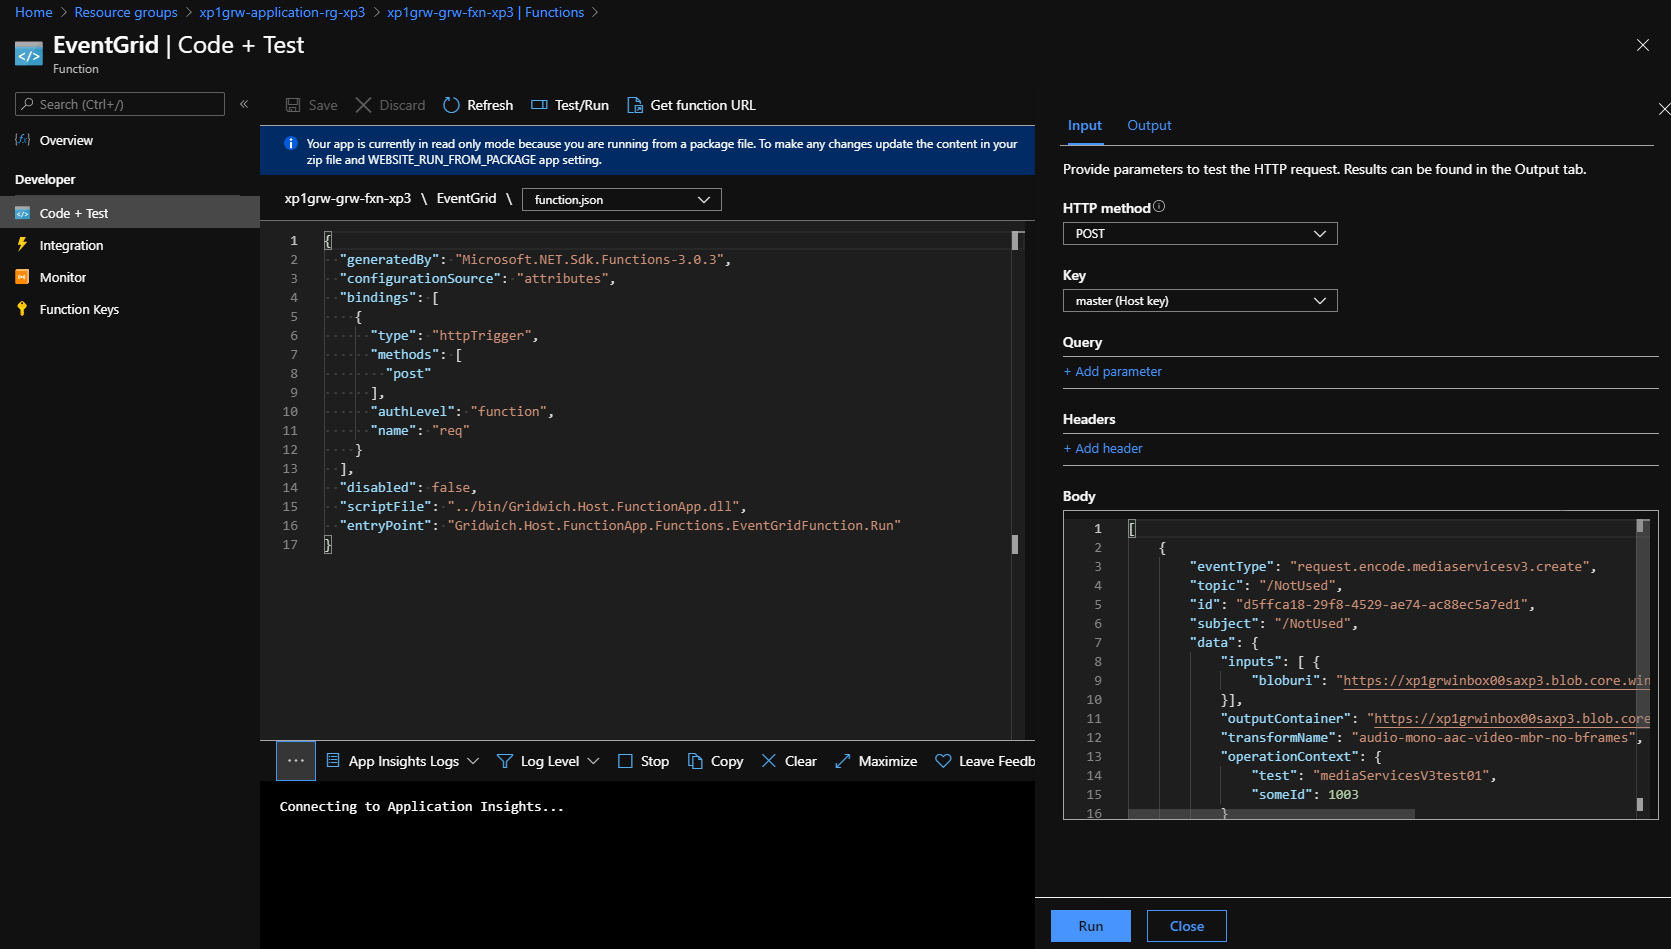 Home > Resource groups > xp1grw-application-rg-xp3 > xp1grw-grw-fxn-xp3 | Functions >
EventGrid | Code + Test
Function
Search (Ctrl+/)
«
Overview
Developer
Code + Test
Integration
Monitor
Function Keys
Save Discard Refresh Test/Run Get function URL
Your app is currently in read only mode because you are running from a package file. To make any changes update the content in your
zip file and WEBSITE_RUN_FROM_PACKAGE app setting.
xp1grw-grw-fxn-xp3 \ EventGrid \ function.json
1 {
2 "generatedBy": "Microsoft.NET.Sdk.Functions-3.0.3",
3 "configurationSource": "attributes",
4 "bindings": [
5 {
6 "type": "httpTrigger",
7 "methods": [
8 "post"
9 ],
10 "authLevel": "function",
11 "name": "req"
12 }
13 ],
14 "disabled": false,
15 "scriptFile": "../bin/Gridwich.Host.FunctionApp.dll",
16 "entryPoint": "Gridwich.Host.FunctionApp.Functions.EventGridFunction.Run"
17 }
... App Insights Logs Log Level Stop Copy Clear Maximize Leave Feedb
Connecting to Application Insights...
Input Output
Provide parameters to test the HTTP request. Results can be found in the Output tab.
HTTP method
POST
Key
master (Host key)
Query
+ Add parameter
Headers
+ Add header
Body
1 [
2 {
3 "eventType": "request.encode.mediaservicesv3.create",
4 "topic": "/NotUsed",
5 "id": "d5ffca18-29f8-4529-ae74-ac88ec5a7ed1",
6 "subject": "/NotUsed",
7 "data": {
8 "inputs": [ {
9 "bloburi": "https://xp1grwinbox00saxp3.blob.core.win
10 }],
11 "outputContainer": "https://xp1grwinbox00saxp3.blob.core
12 "transformName": "audio-mono-aac-video-mbr-no-bframes",
13 "operationContext": {
14 "test": "mediaServicesV3test01",
15 "someId": 1003
16 }
Run Close